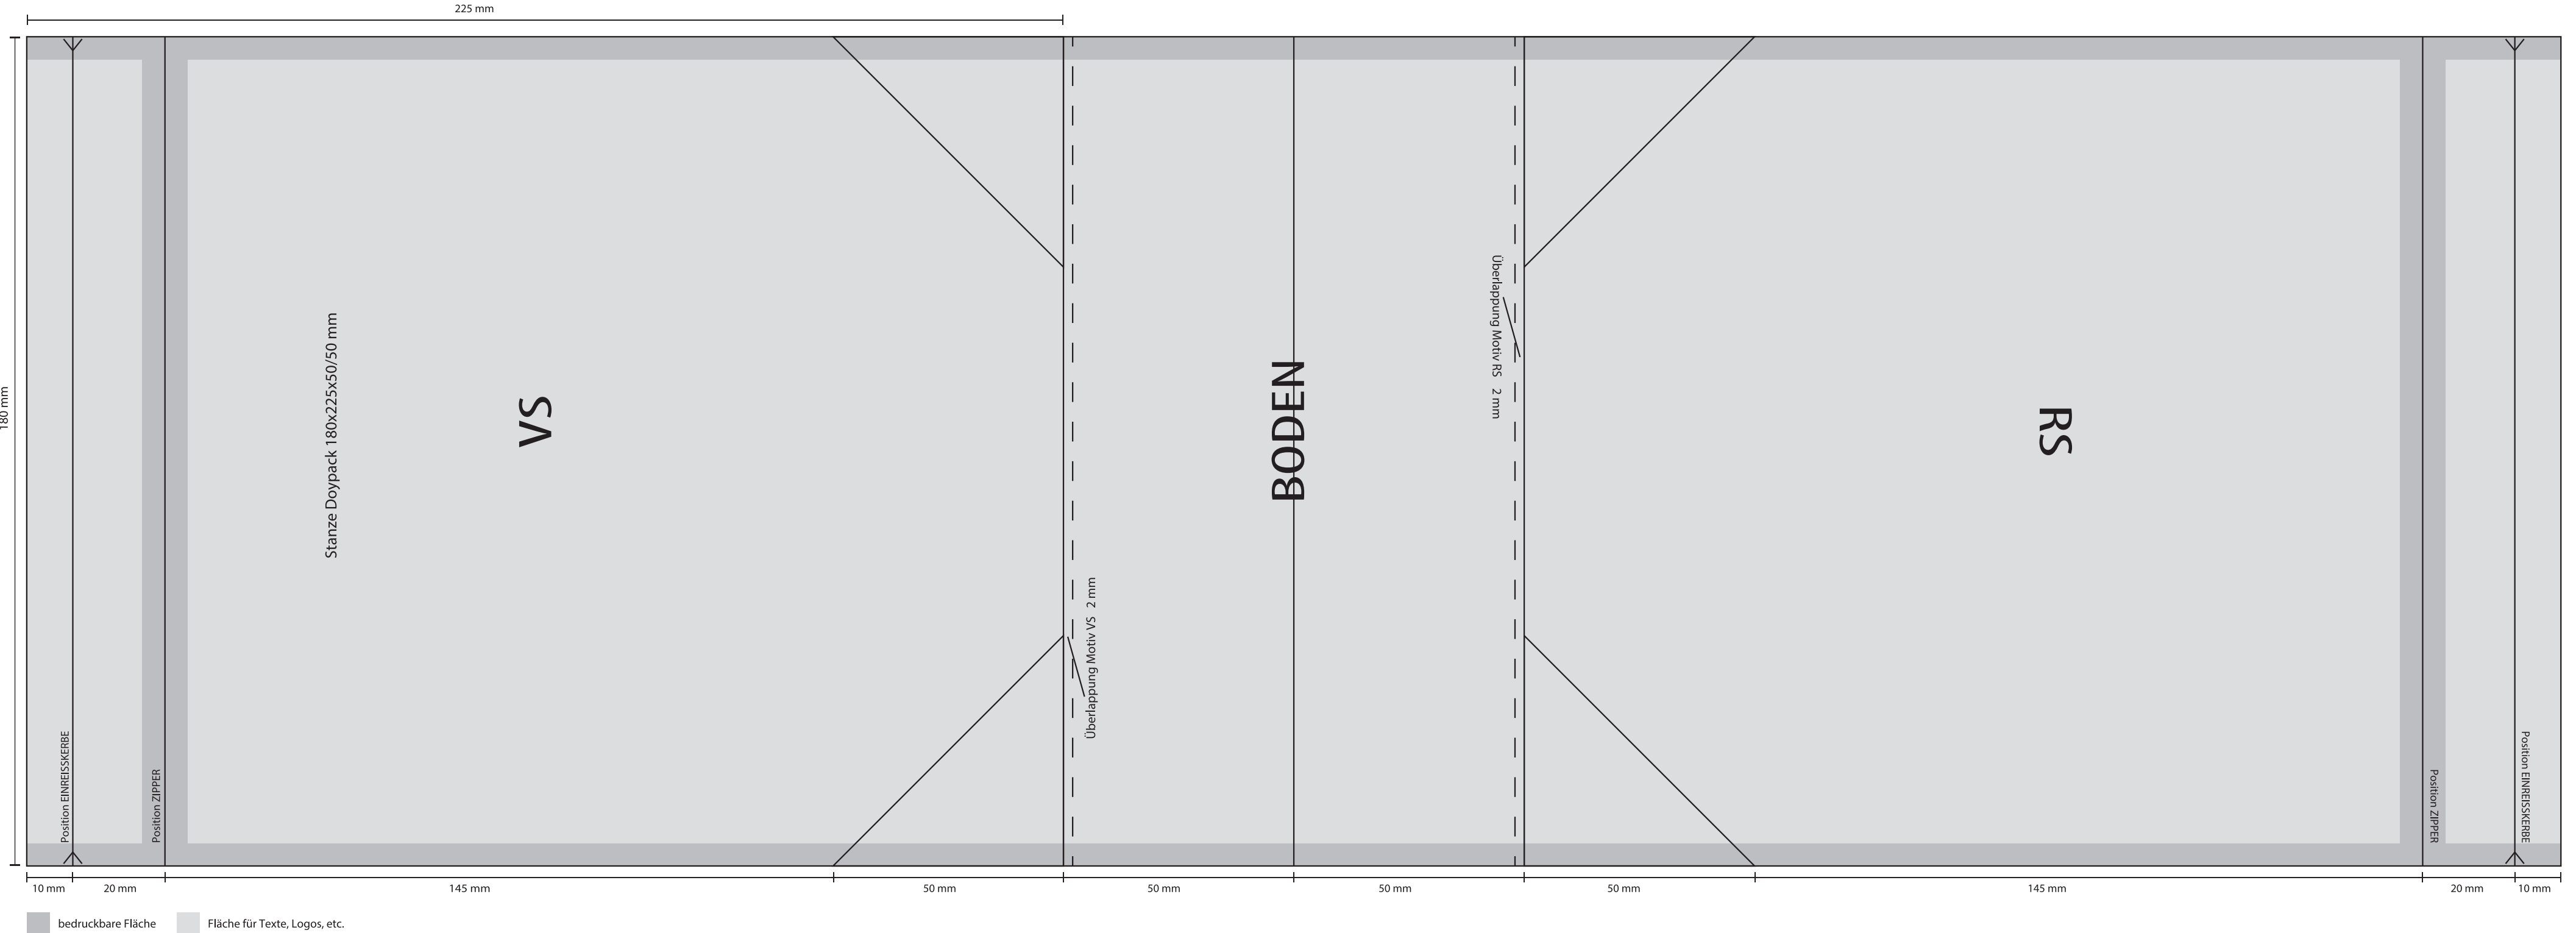 225 mm
180 mm
Position EINREISSKERBE
Position ZIPPER
Stanze Doypack 180x225x50/50 mm
VS
Überlappung Motiv VS 2 mm
BODEN
Überlappung Motiv RS 2 mm
RS
Position ZIPPER
Position EINREISSKERBE
10 mm
20 mm
145 mm
50 mm
50 mm
50 mm
50 mm
145 mm
20 mm
10 mm
bedruckbare Fläche
Fläche für Texte, Logos, etc.